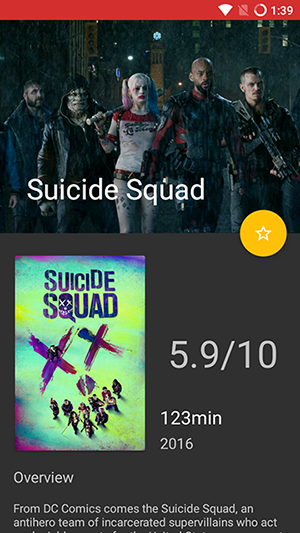 1:39
Suicide Squad
SUICIDE
SQUAD
5.9/10
123min
2016
Overview
From DC Comics comes the Suicide Squad, an
antihero team of incarcerated supervillains who act